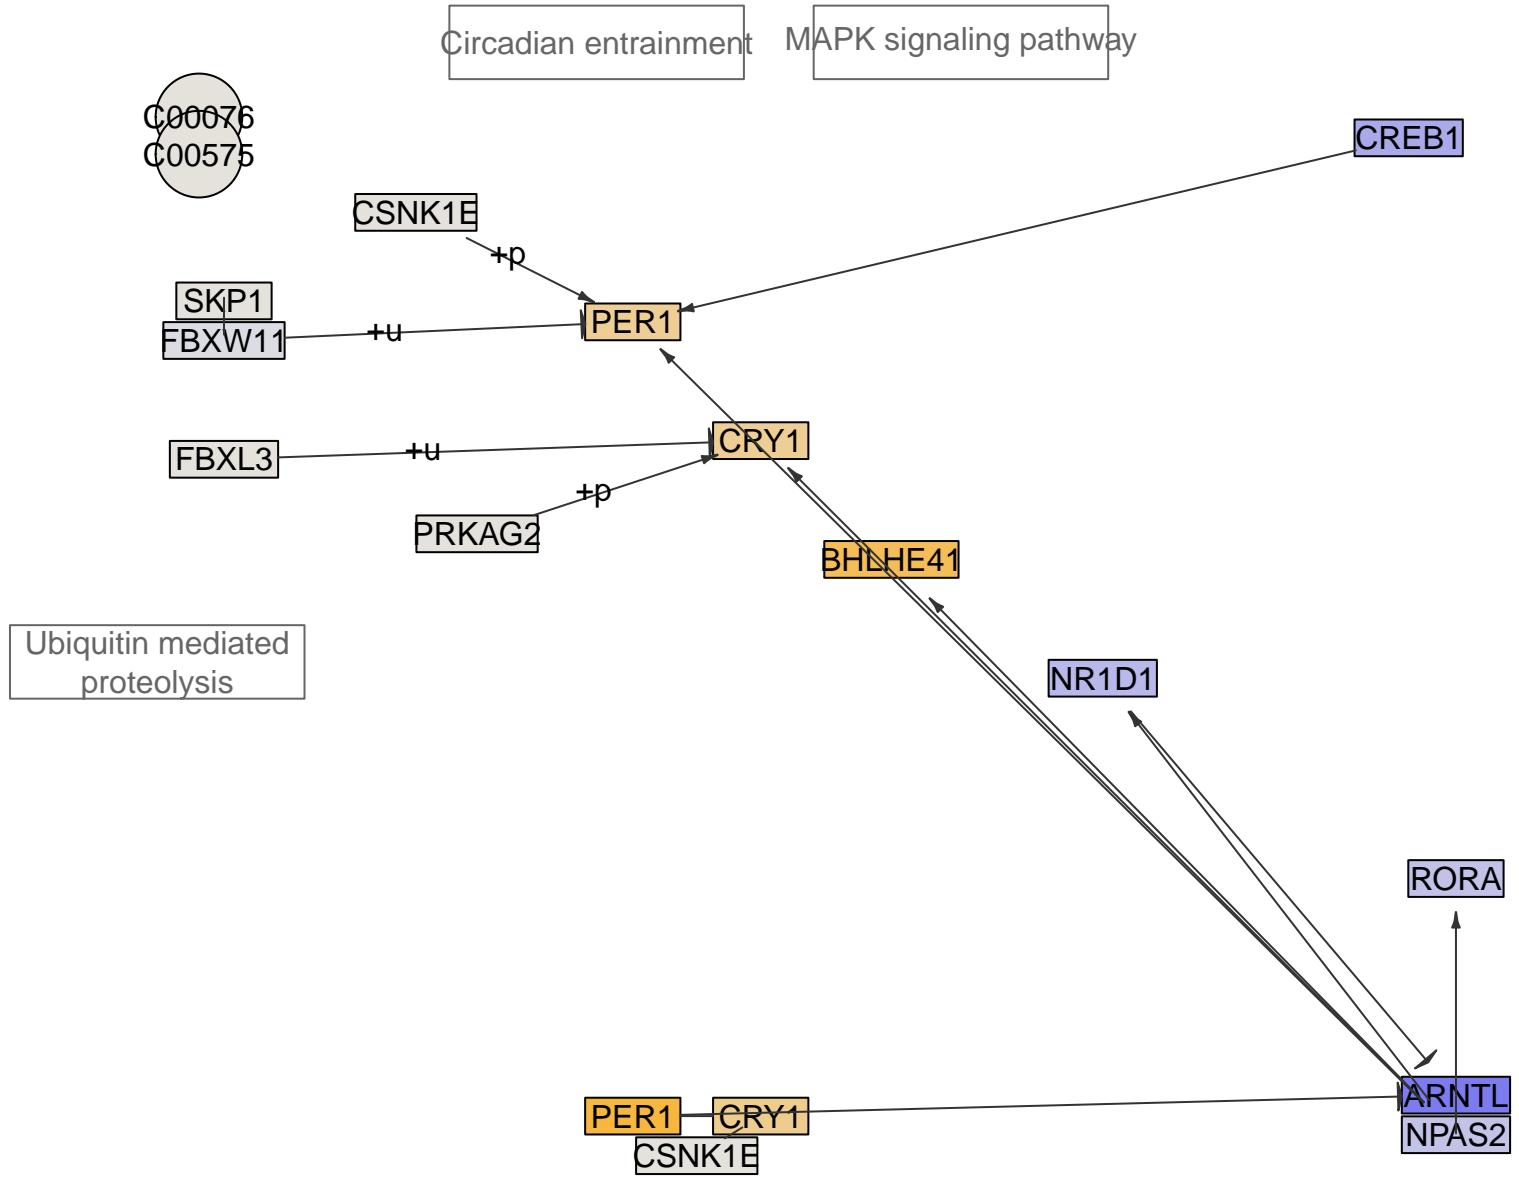 Circadian entrainment
MAPK signaling pathway
C00076
C00575
CREB1
CSNK1E
+p
SKP1
FBXW11
+u
PER1
CRY1
FBXL3
+u
PRKAG2
+p
BHLHE41
Ubiquitin mediated
proteolysis
NR1D1
RORA
ARNTL
NPAS2
PER1
CRY1
CSNK1E